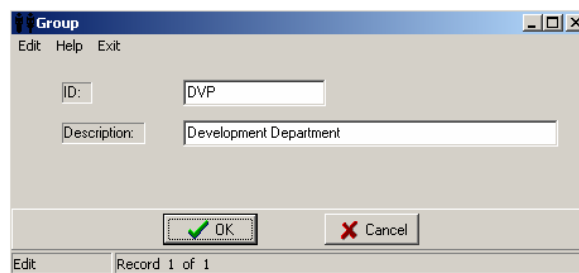 Group
Edit Help Exit
ID: DVP
Description: Development Department
OK Cancel
Edit Record 1 of 1